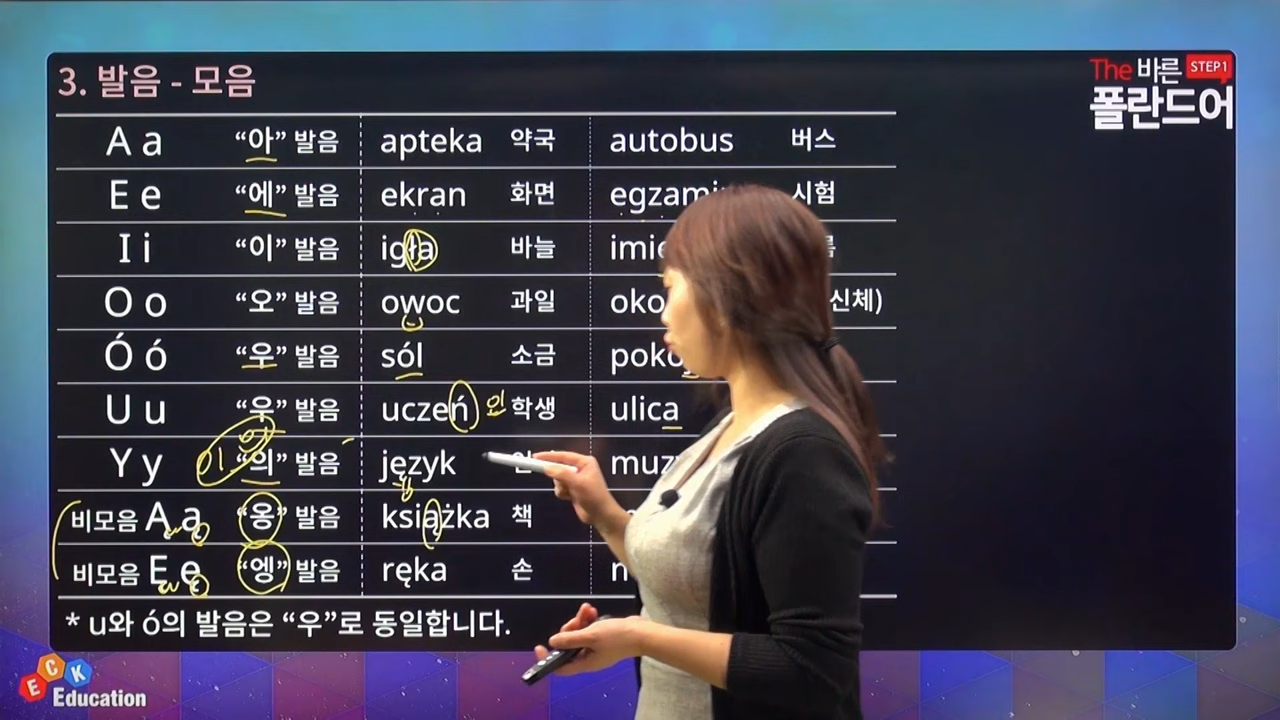 3. 발음 - 모음
The 바른 STEP1
폴란드어
A a “아” 발음 apteka 약국 autobus 버스
E e “에” 발음 ekran 화면 시험
I i “이” 발음 igła 바늘
O o “오” 발음 owoc 과일 oko 신체)
Ó ó “우” 발음 sól 소금
U u “우” 발음 uczeń 인 학생 ulica
Y y “의” 발음 język
비모음 Ą ą “옹” 발음 książka 책
비모음 Ę ę “엥” 발음 ręka 손
* u와 ó의 발음은 “우”로 동일합니다.
ECK
Education